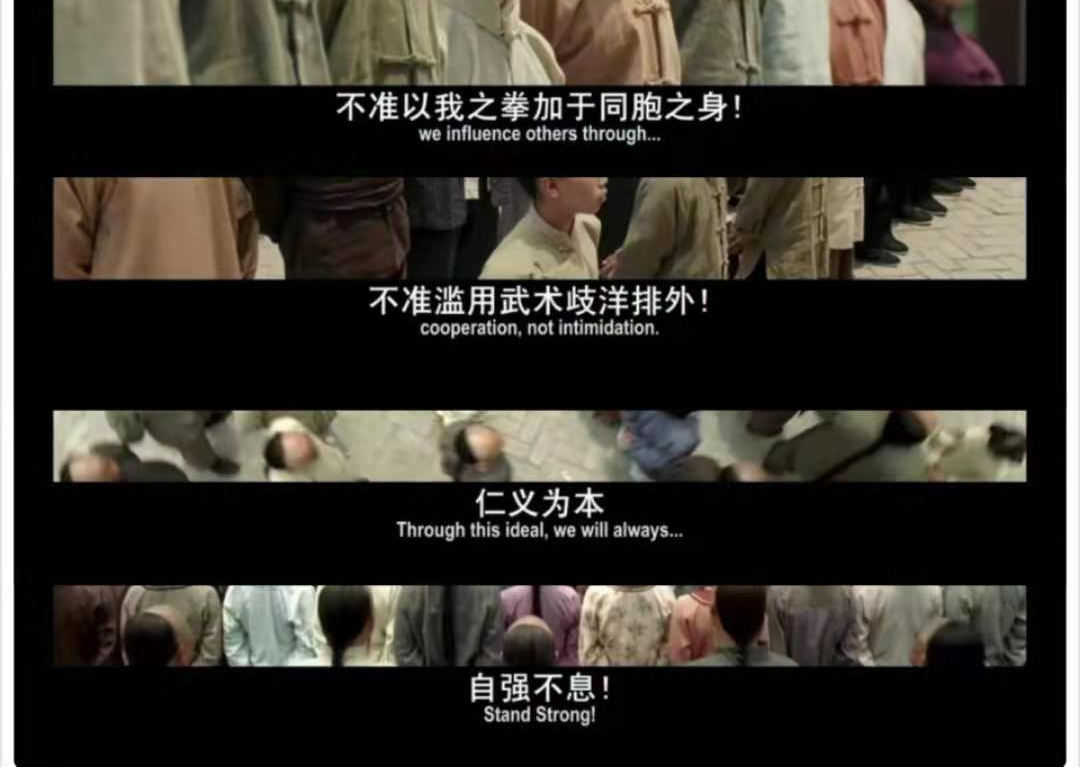 不准以我之拳加于同胞之身！
we influence others through...
不准滥用武术歧洋排外！
cooperation, not intimidation.
仁义为本
Through this ideal, we will always...
自强不息！
Stand Strong!